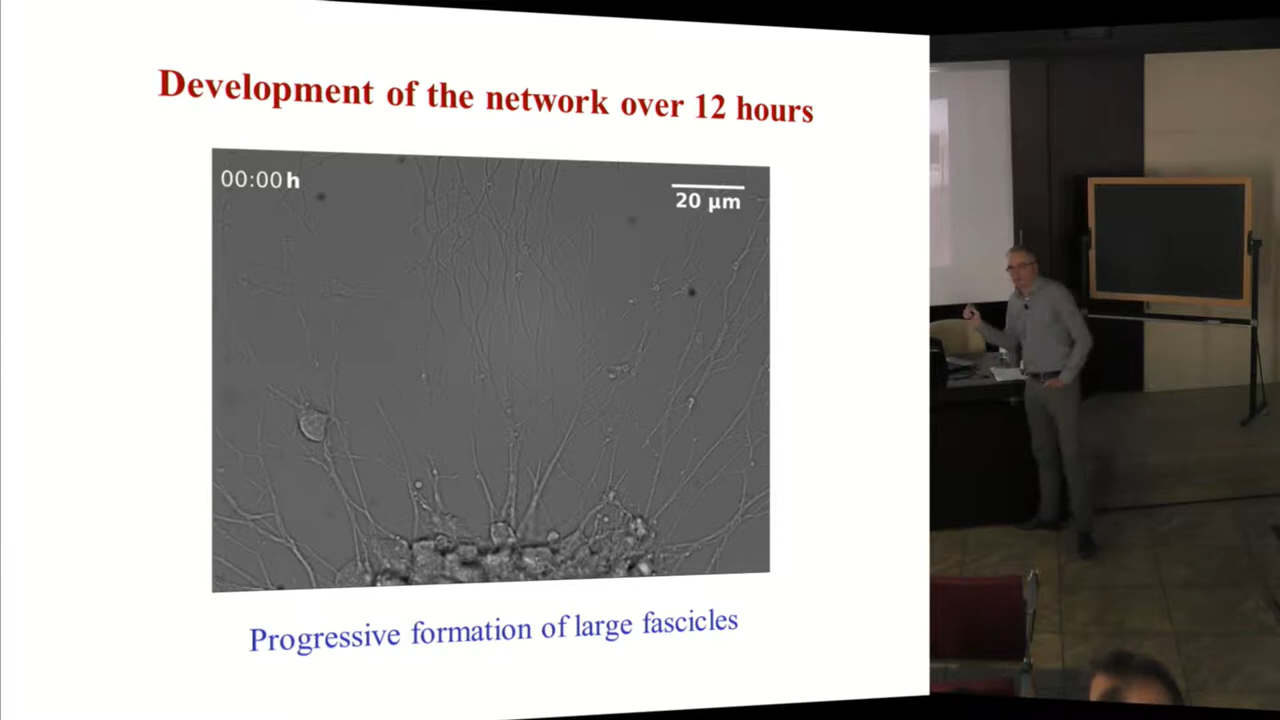 Development of the network over 12 hours
00:00 h
20 µm
Progressive formation of large fascicles